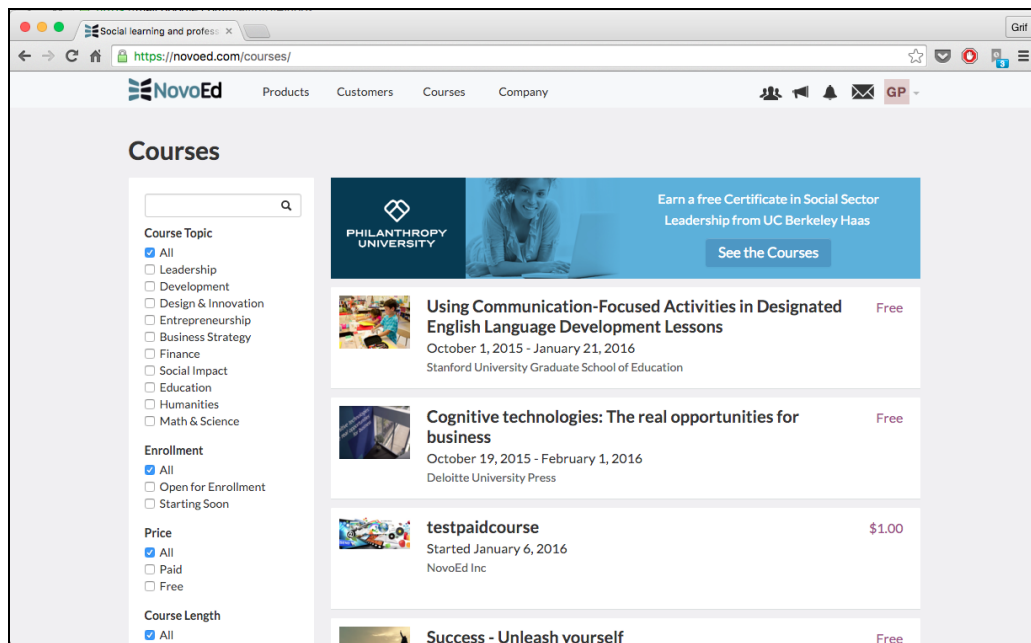 Social learning and profess
Grif
https://novoed.com/courses/
3
NovoEd
Products
Customers
Courses
Company
GP
Courses
Course Topic
All
Leadership
Development
Design & Innovation
Entrepreneurship
Business Strategy
Finance
Social Impact
Education
Humanities
Math & Science
Enrollment
All
Open for Enrollment
Starting Soon
Price
All
Paid
Free
Course Length
All
PHILANTHROPY
UNIVERSITY
Earn a free Certificate in Social Sector
Leadership from UC Berkeley Haas
See the Courses
Using Communication-Focused Activities in Designated
English Language Development Lessons
Free
October 1, 2015 - January 21, 2016
Stanford University Graduate School of Education
Cognitive technologies: The real opportunities for
business
Free
October 19, 2015 - February 1, 2016
Deloitte University Press
testpaidcourse
$1.00
Started January 6, 2016
NovoEd Inc
Success - Unleash yourself
Free